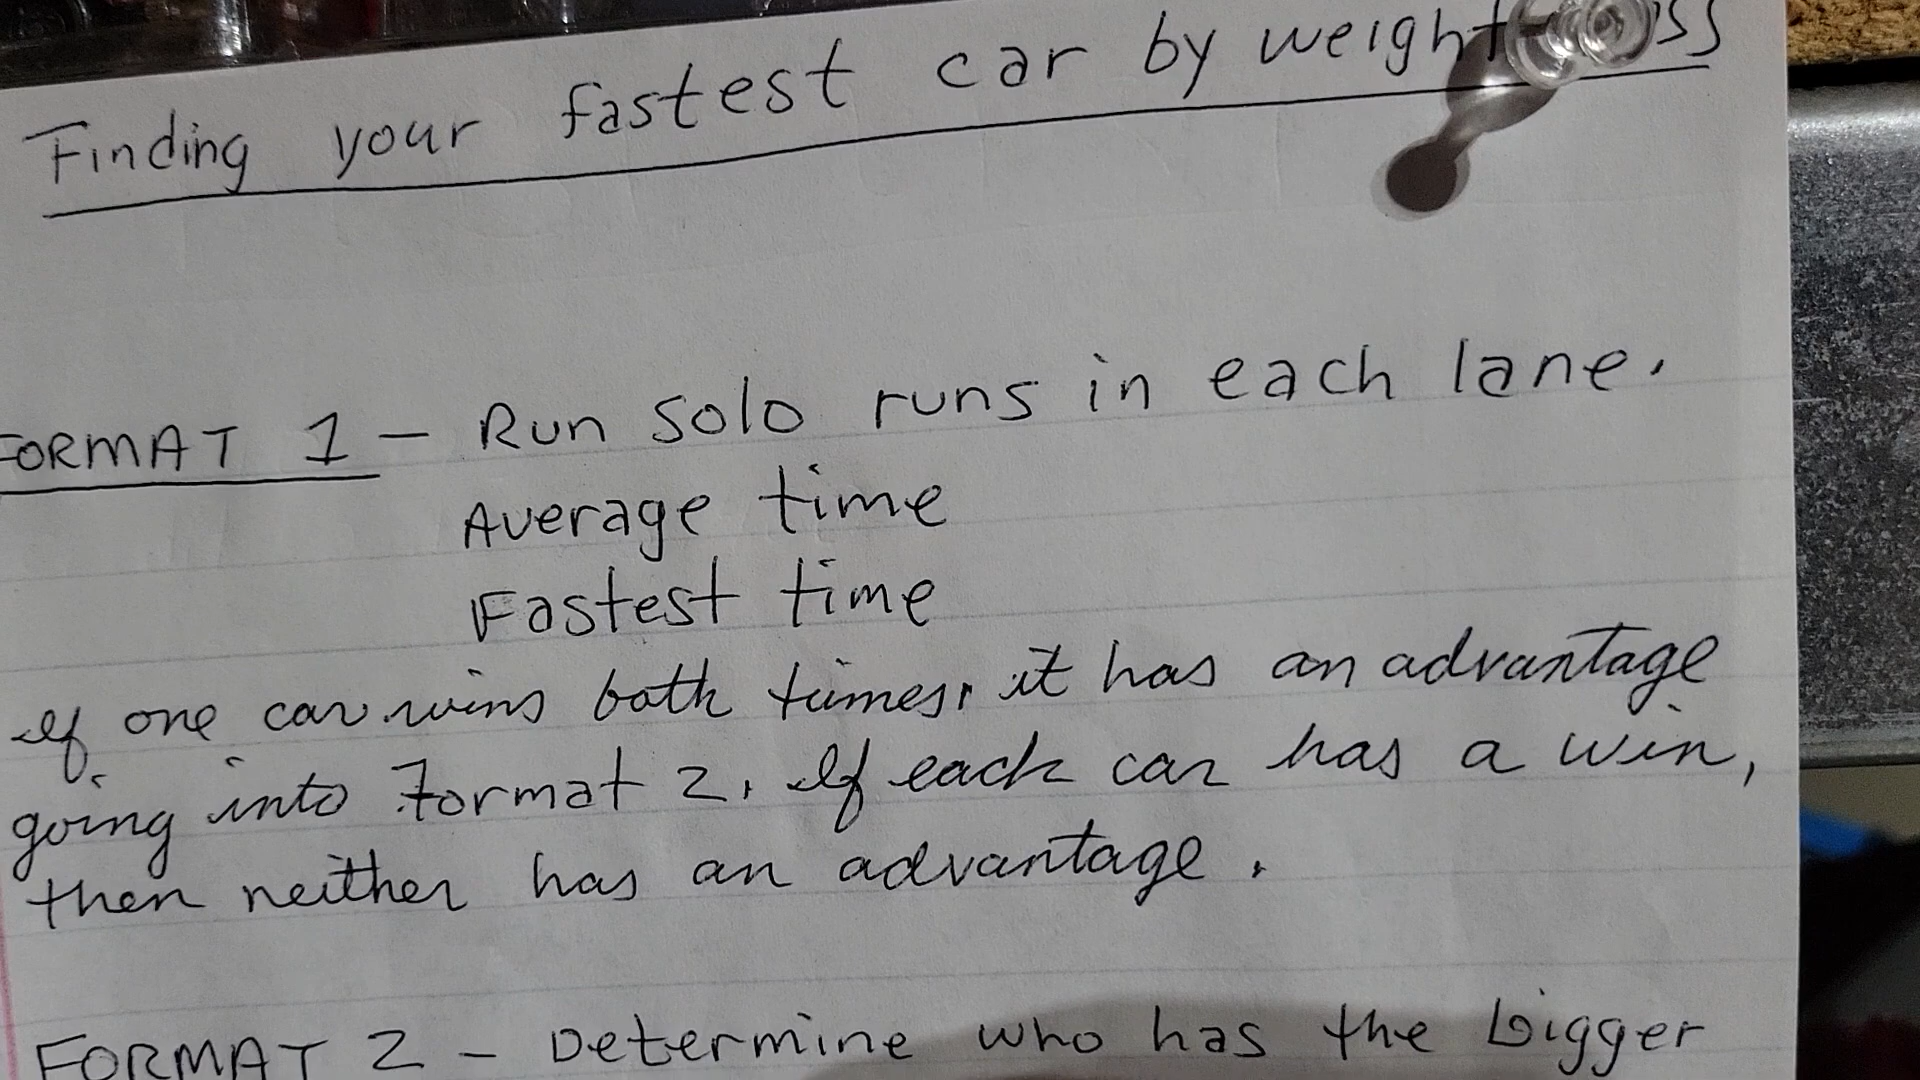 Finding your fastest car by weight
FORMAT 1 - Run solo runs in each lane.
Average time
Fastest time
If one car wins both times, it has an advantage
going into Format 2. If each car has a win,
then neither has an advantage.
FORMAT 2 - Determine who has the bigger